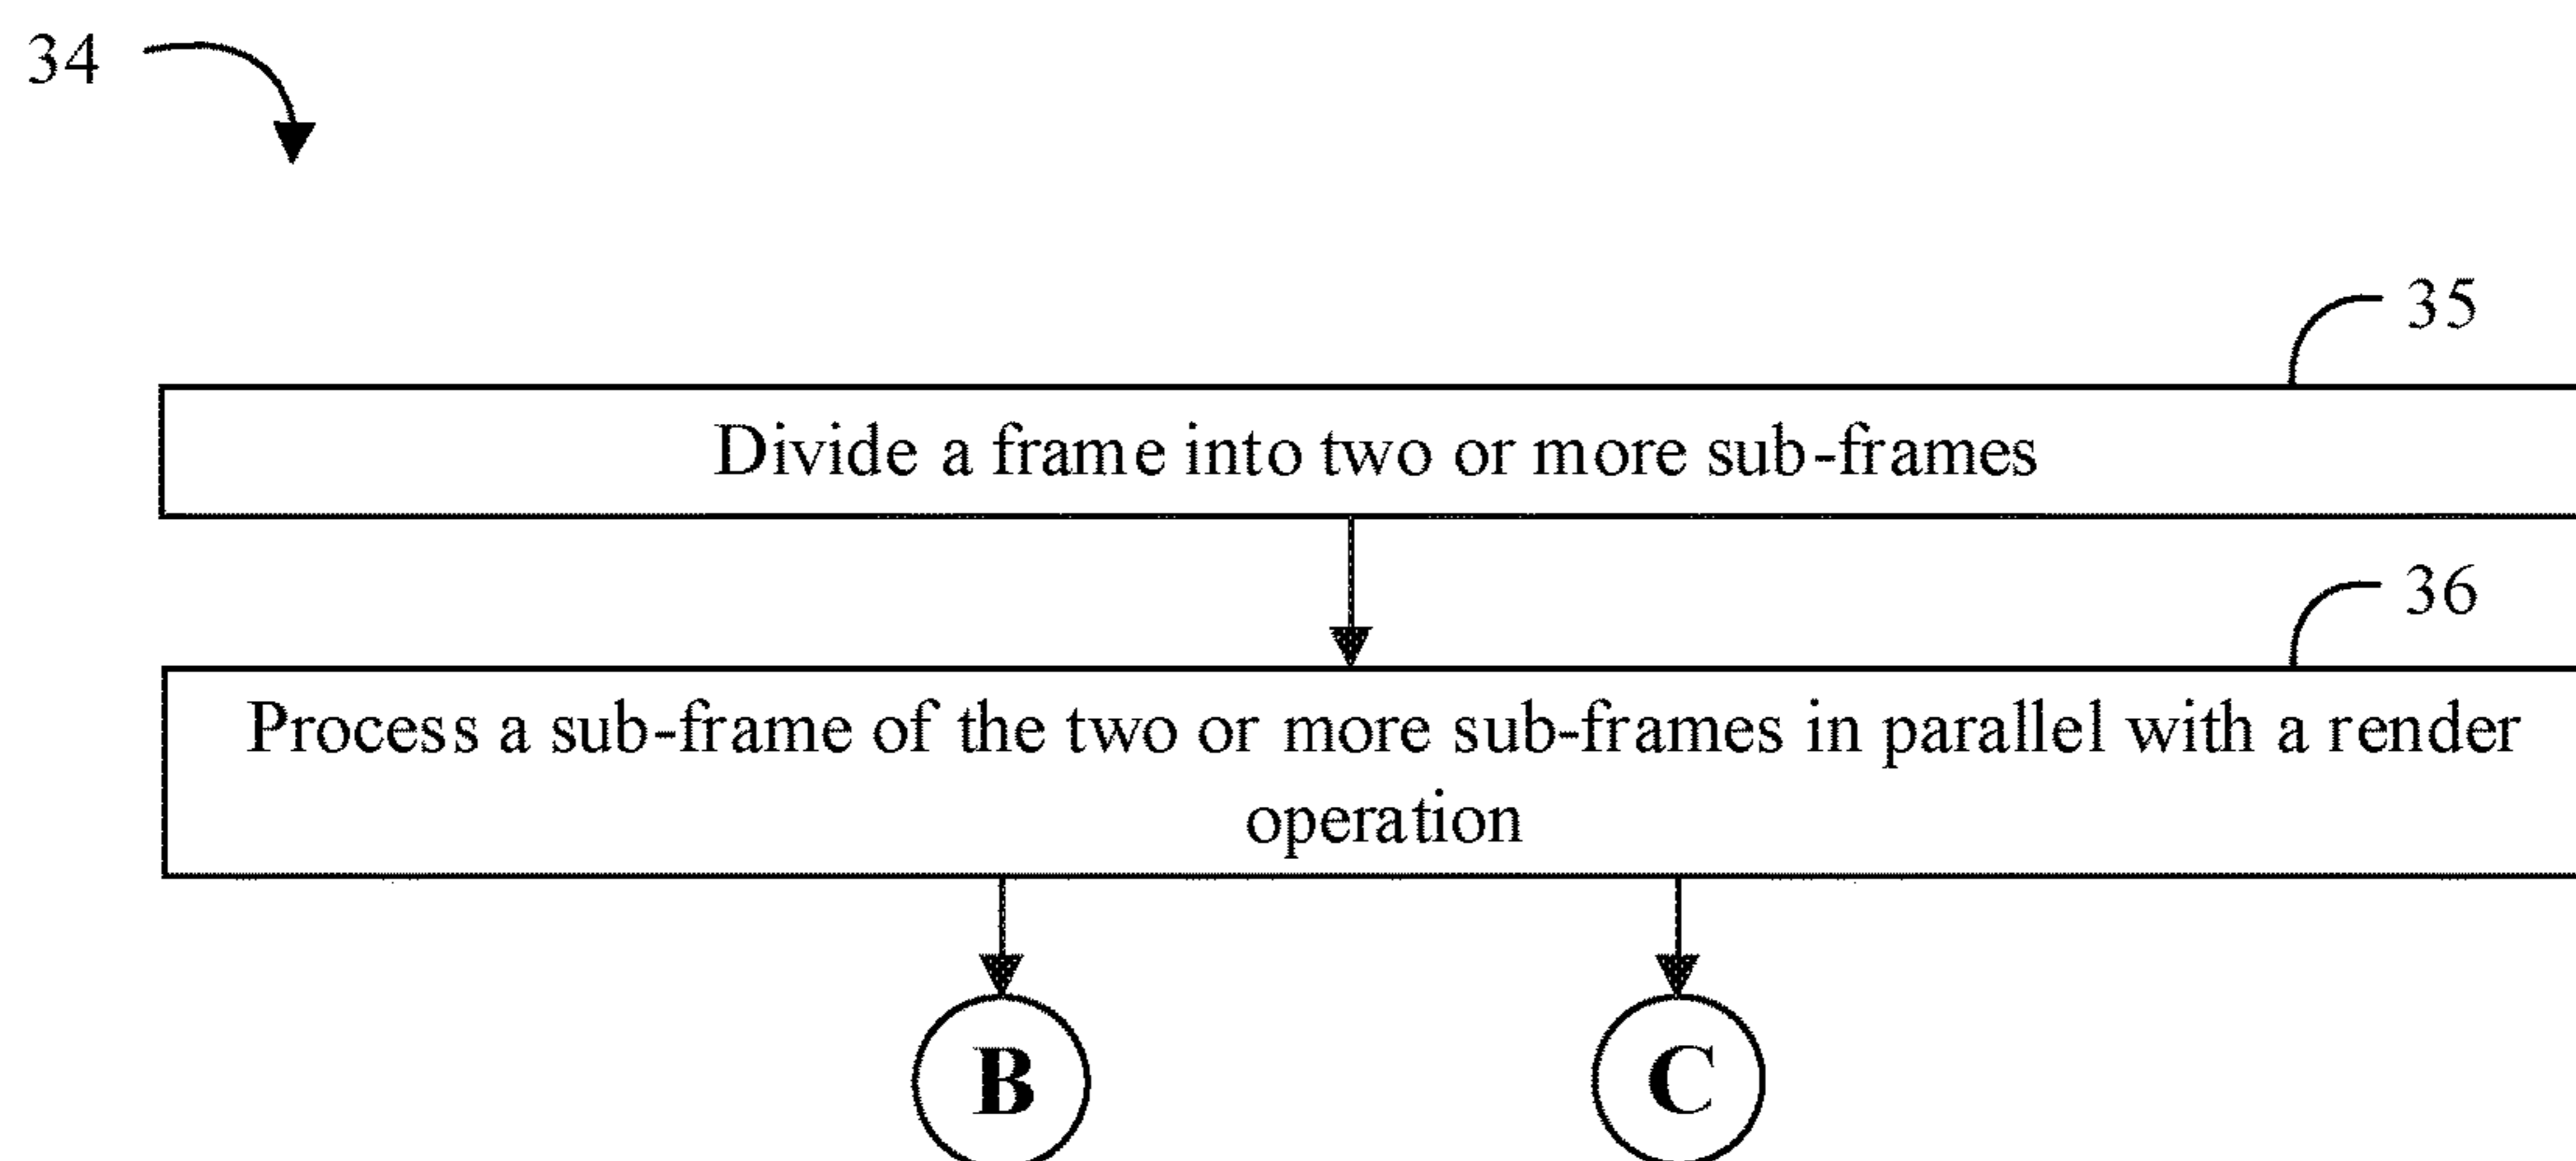 34
35
Divide a frame into two or more sub-frames
36
Process a sub-frame of the two or more sub-frames in parallel with a render
operation
B
C